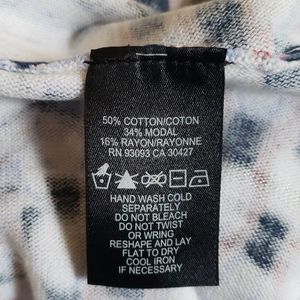 50% COTTON/COTON
34% MODAL
16% RAYON/RAYONNE
RN 93093 CA 30427
HAND WASH COLD
SEPARATELY
DO NOT BLEACH
DO NOT TWIST
OR WRING
RESHAPE AND LAY
FLAT TO DRY
COOL IRON
IF NECESSARY